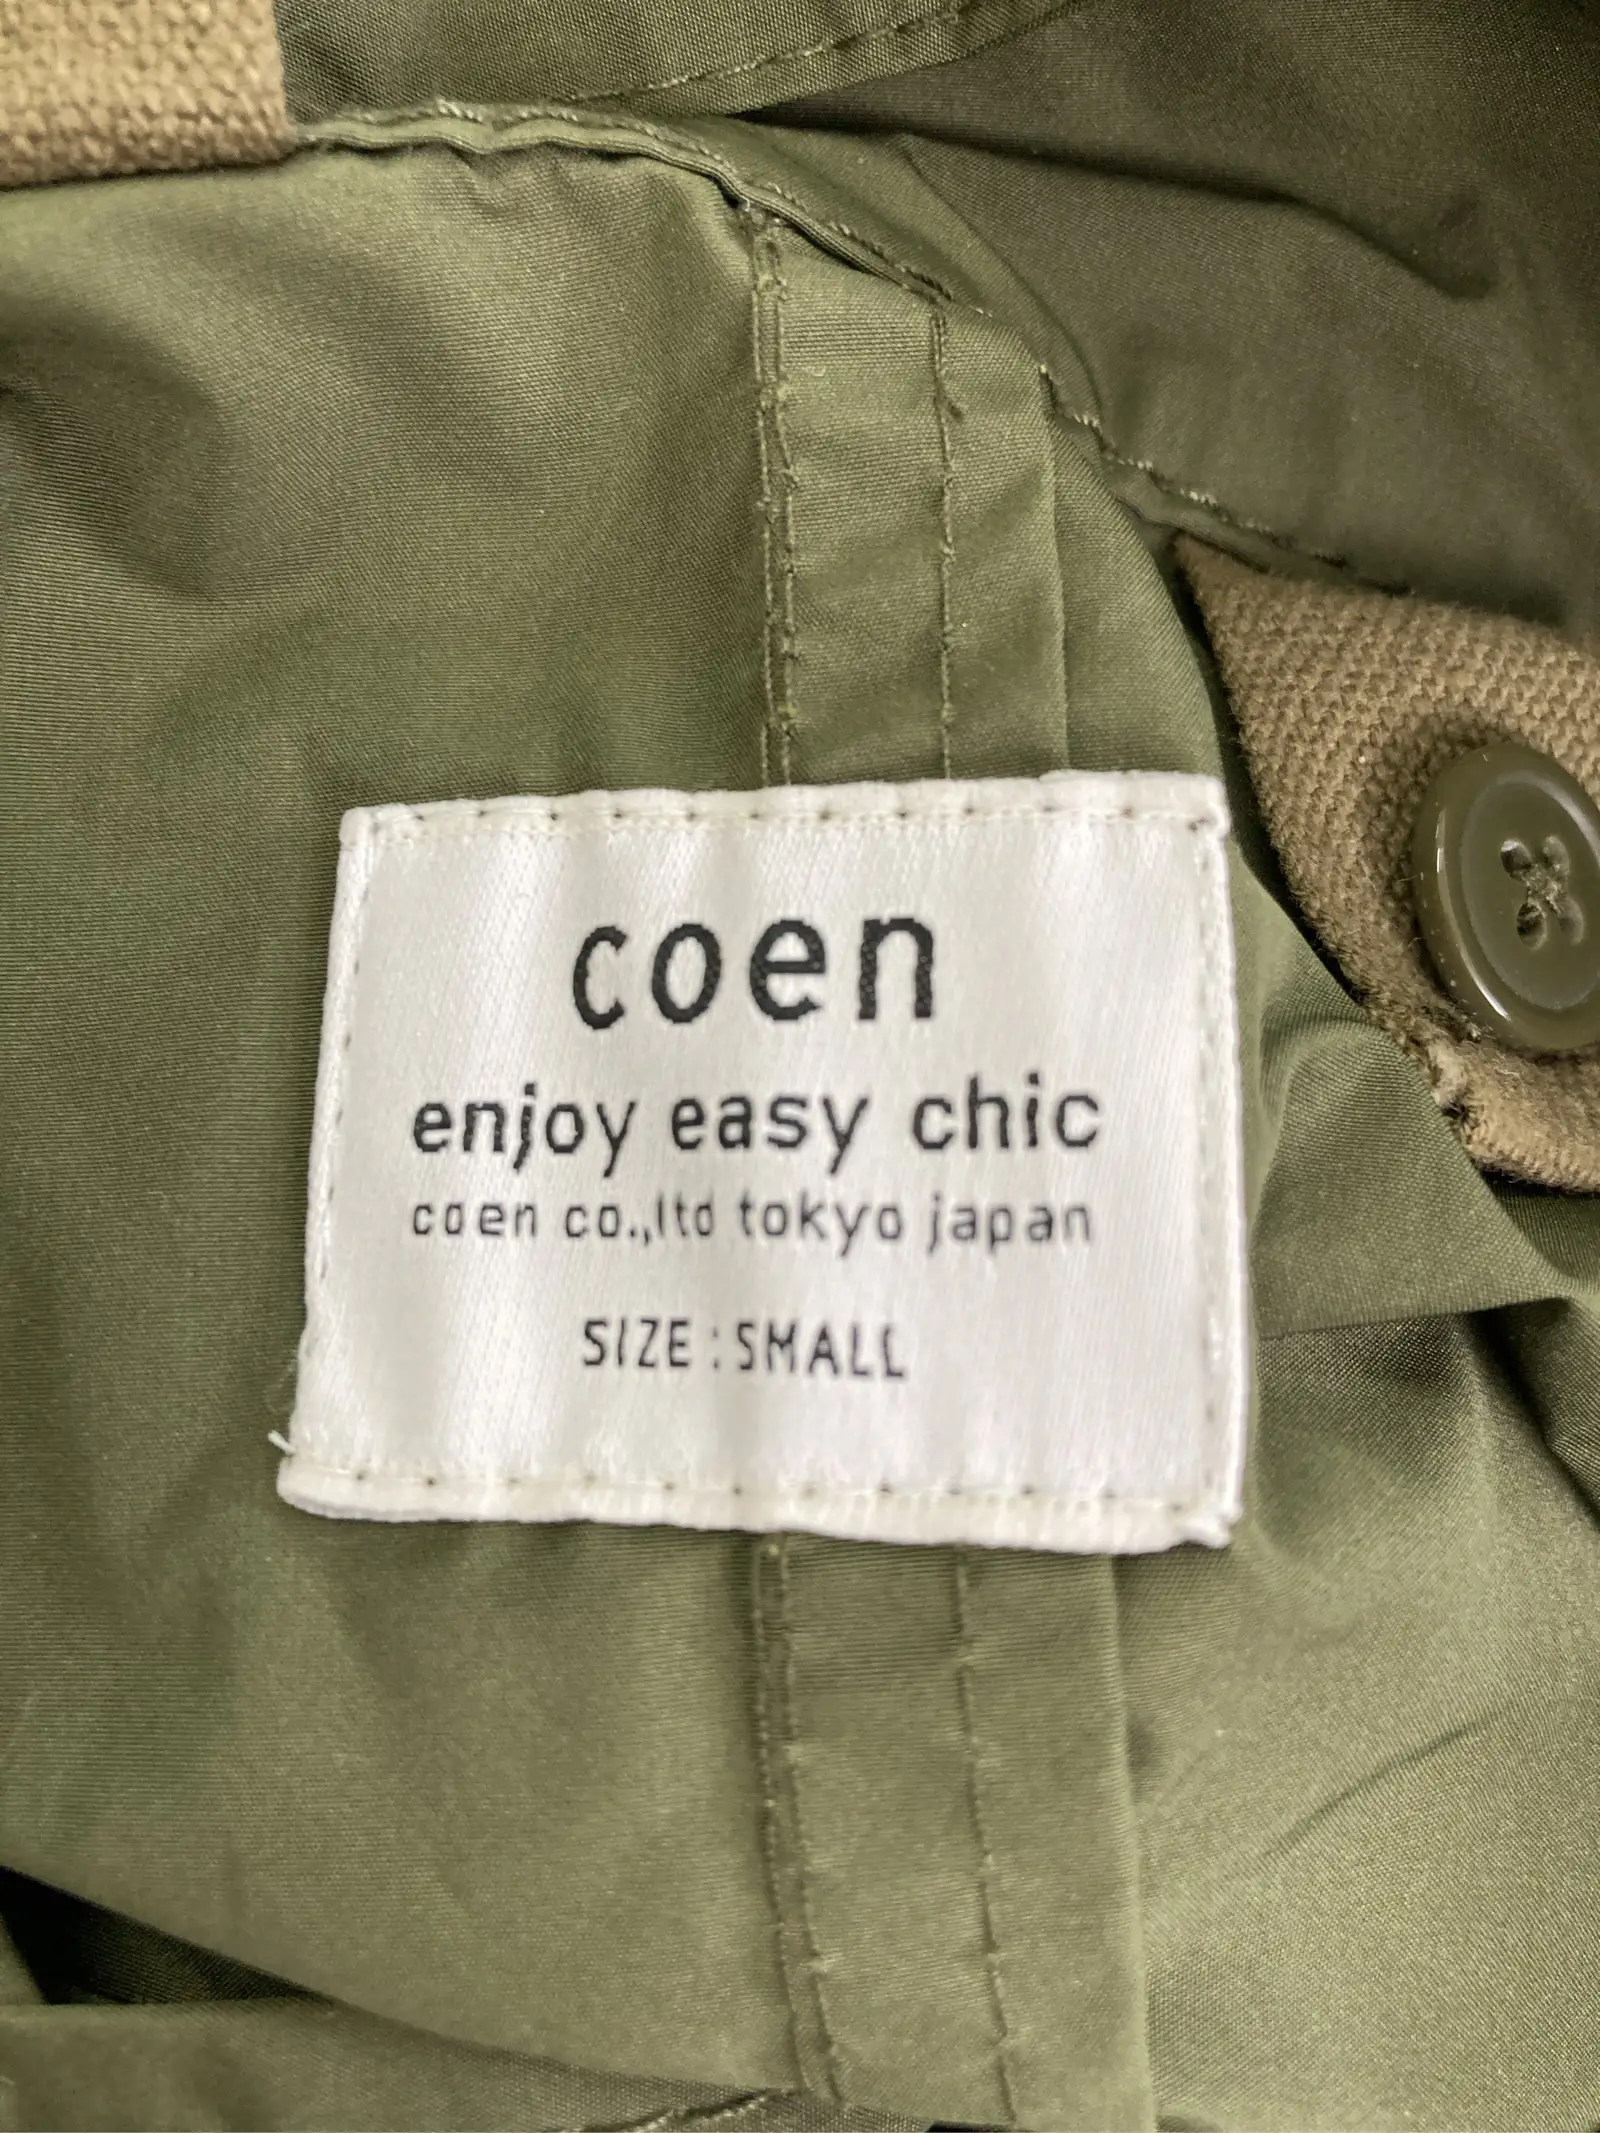 coen
enjoy easy chic
coen co.,ltd tokyo japan
SIZE:SMALL